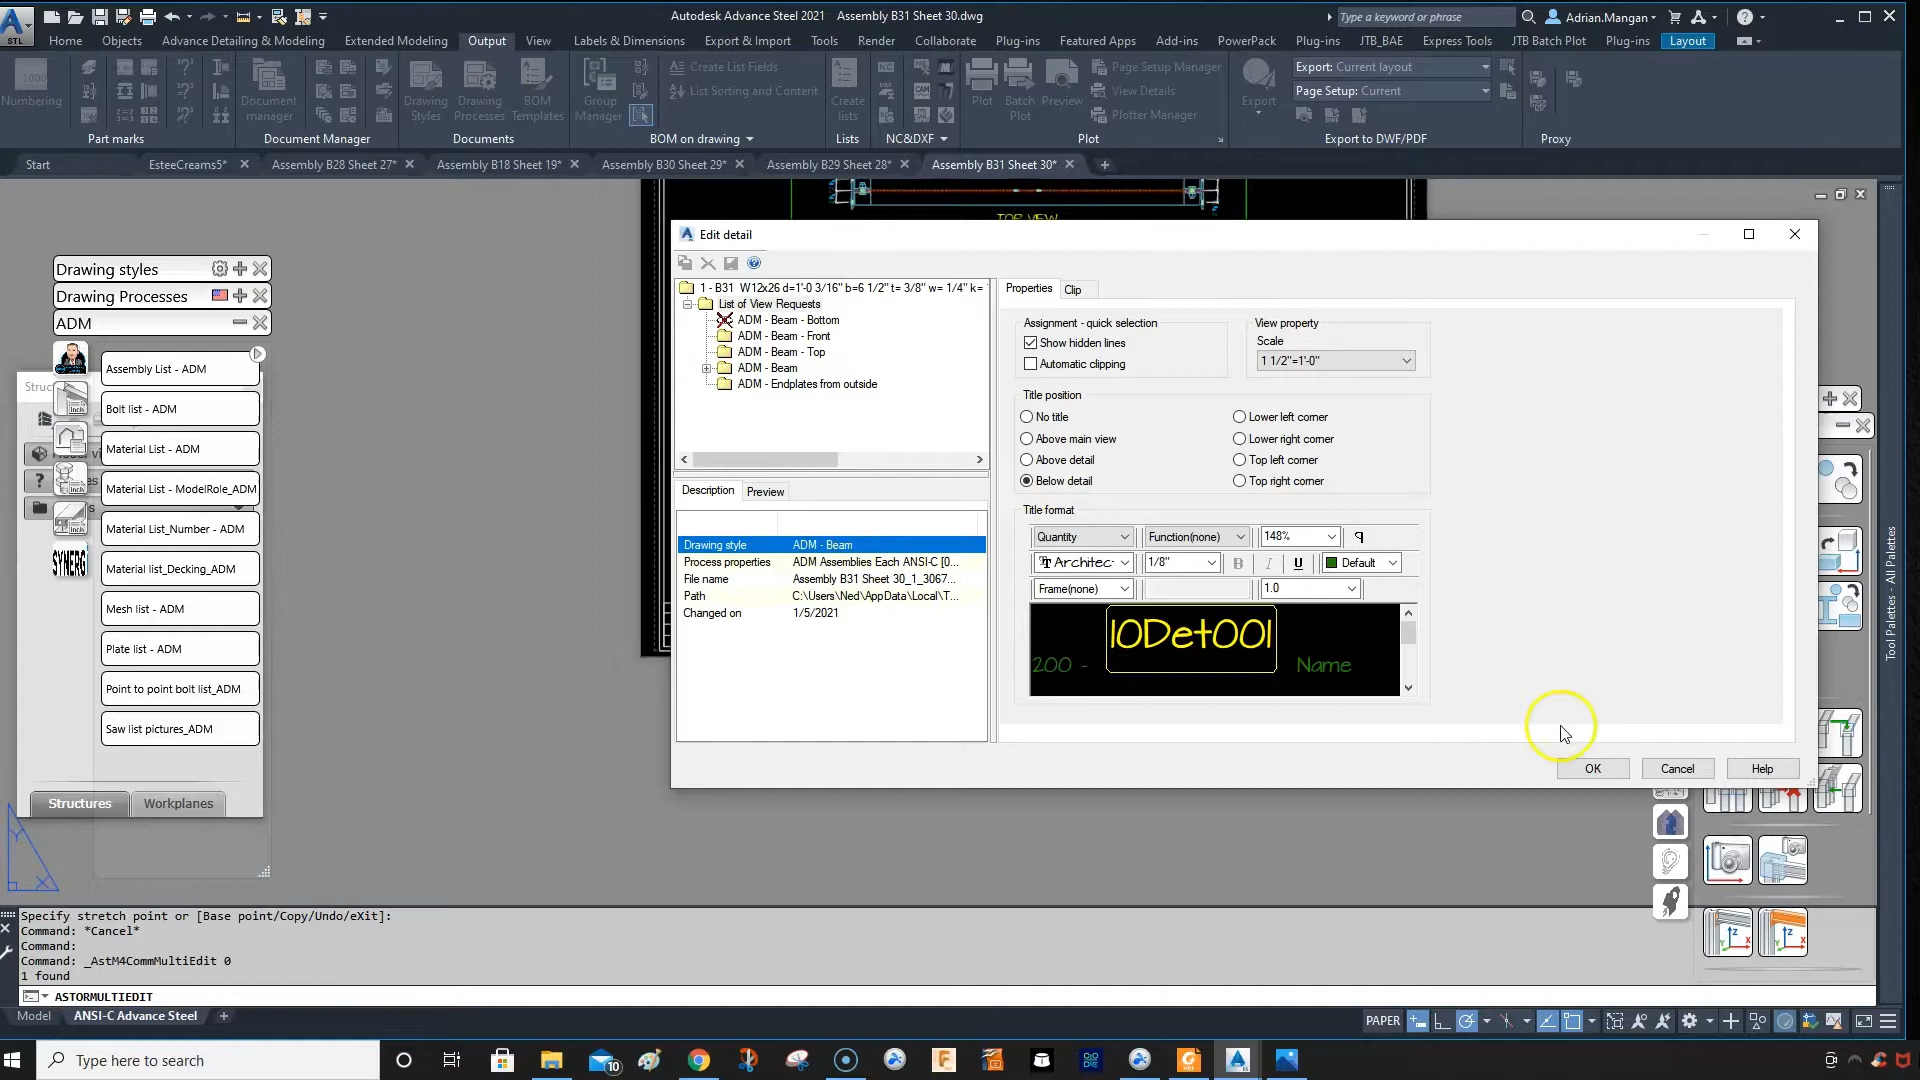 Autodesk Advance Steel 2021 Assembly B31 Sheet 30.dwg
Type a keyword or phrase
Adrian.Mangan
STL
Home Objects Advance Detailing & Modeling Extended Modeling Output View Labels & Dimensions Export & Import Tools Render Collaborate Plug-ins Featured Apps Add-ins PowerPack Plug-ins JTB_BAE Express Tools JTB Batch Plot Plug-ins Layout
Numbering
Document manager
Drawing Styles
Drawing Processes
BOM Templates
Group Manager
Create List Fields
List Sorting and Content
Create Lists
Plot
Batch Plot
Preview
Page Setup Manager
View Details
Plotter Manager
Export
Export: Current layout
Page Setup: Current
Part marks Document Manager Documents BOM on drawing Lists NC&DXF Plot Export to DWF/PDF Proxy
Start EsteeCreams5* Assembly B28 Sheet 27* Assembly B18 Sheet 19* Assembly B30 Sheet 29* Assembly B29 Sheet 28* Assembly B31 Sheet 30*
TOP VIEW
Drawing styles
Drawing Processes
ADM
Assembly List - ADM
Bolt list - ADM
Material List - ADM
Material List - ModelRole_ADM
Material List_Number - ADM
Material list_Decking_ADM
Mesh list - ADM
Plate list - ADM
Point to point bolt list_ADM
Saw list pictures_ADM
SYNERG
Structures Workplanes
Edit detail
1 - B31 W12x26 d=1'-0 3/16" b=6 1/2" t= 3/8" w= 1/4" k=
List of View Requests
ADM - Beam - Bottom
ADM - Beam - Front
ADM - Beam - Top
ADM - Beam
ADM - Endplates from outside
Description Preview
Drawing style ADM - Beam
Process properties ADM Assemblies Each ANSI-C [0...
File name Assembly B31 Sheet 30_1_3067...
Path C:\Users\Ned\AppData\Local\T...
Changed on 1/5/2021
Properties Clip
Assignment - quick selection
Show hidden lines
Automatic clipping
View property
Scale
1 1/2"=1'-0"
Title position
No title Lower left corner
Above main view Lower right corner
Above detail Top left corner
Below detail Top right corner
Title format
Quantity Function(none) 148%
Architec- 1/8" B I U Default
Frame(none) 1.0
10Det001
200 - Name
OK Cancel Help
Tool Palettes - All Palettes
Specify stretch point or [Base point/Copy/Undo/eXit]:
Command: *Cancel*
Command:
Command: _AstM4CommMultiEdit 0
1 found
ASTORMULTIEDIT
Model ANSI-C Advance Steel
PAPER
Type here to search
10